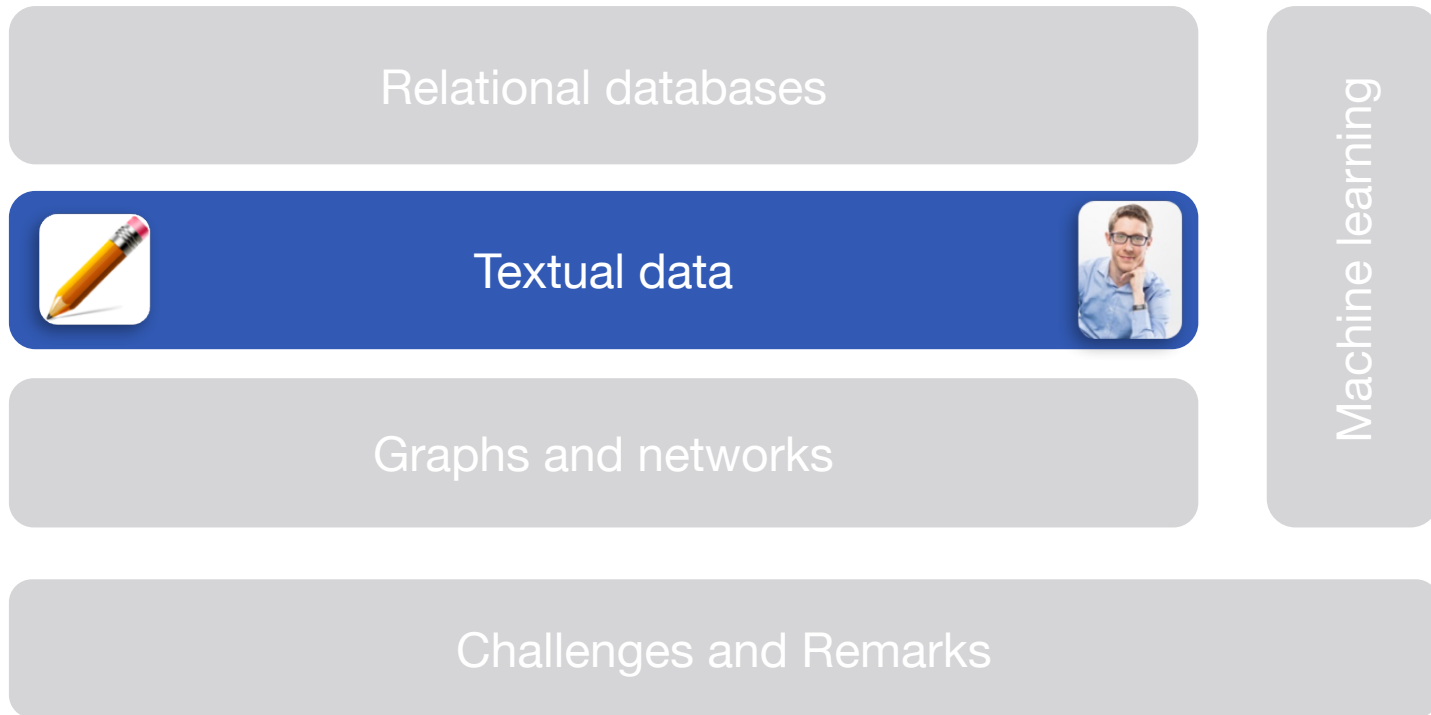 Relational databases
Machine learning
Textual data
Graphs and networks
Challenges and Remarks